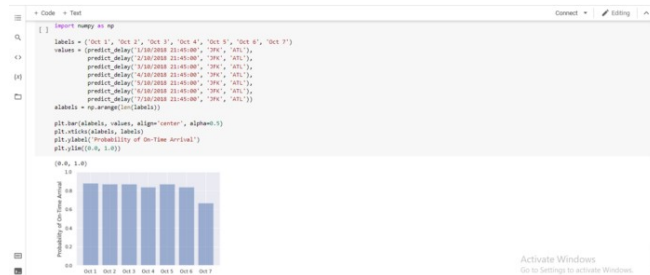 + Code + Text
Connect
Editing
[ ]
import numpy as np
labels = ('Oct 1', 'Oct 2', 'Oct 3', 'Oct 4', 'Oct 5', 'Oct 6', 'Oct 7')
values = (predict_delay('1/10/2018 21:45:00', 'JFK', 'ATL'),
predict_delay('2/10/2018 21:45:00', 'JFK', 'ATL'),
predict_delay('3/10/2018 21:45:00', 'JFK', 'ATL'),
predict_delay('4/10/2018 21:45:00', 'JFK', 'ATL'),
predict_delay('5/10/2018 21:45:00', 'JFK', 'ATL'),
predict_delay('6/10/2018 21:45:00', 'JFK', 'ATL'),
predict_delay('7/10/2018 21:45:00', 'JFK', 'ATL'))
alabels = np.arange(len(labels))
plt.bar(alabels, values, align='center', alpha=0.5)
plt.xticks(alabels, labels)
plt.ylabel('Probability of On-Time Arrival')
plt.ylim((0.0, 1.0))
(0.0, 1.0)
1.0
0.8
0.6
0.4
0.2
0.0
Probability of On-Time Arrival
Oct 1 Oct 2 Oct 3 Oct 4 Oct 5 Oct 6 Oct 7
Activate Windows
Go to Settings to activate Windows.